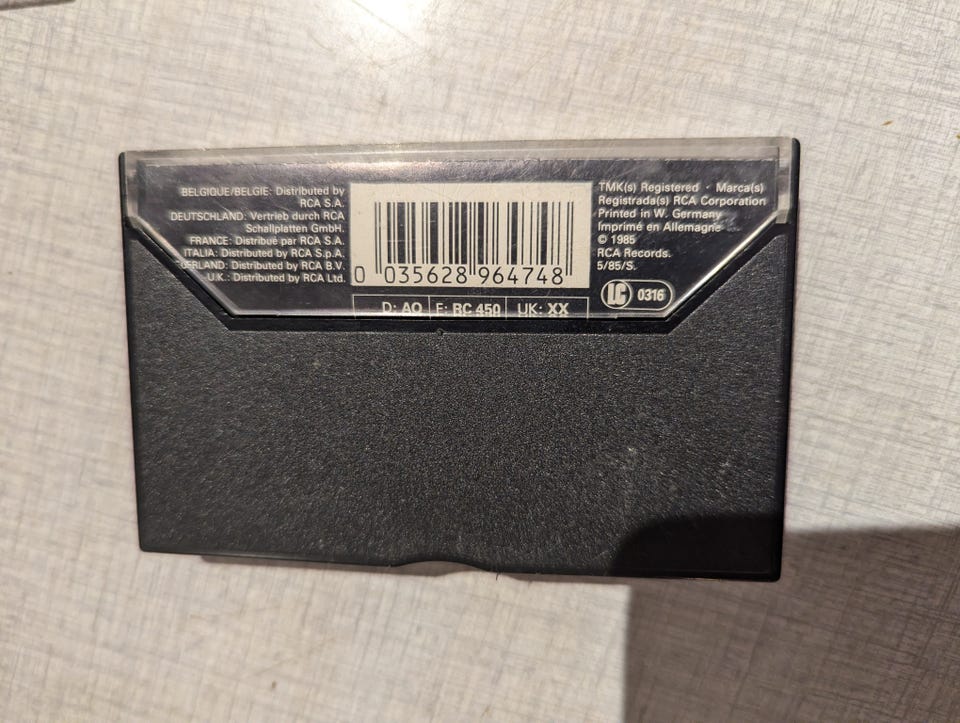 BELGIQUE/BELGIE: Distributed by
RCA S.A.
DEUTSCHLAND: Vertrieb durch RCA
Schallplatten GmbH.
FRANCE: Distribué par RCA S.A.
ITALIA: Distributed by RCA S.p.A.
Distributed by RCA B.V.
U.K.: Distributed by RCA Ltd.
0 035628 964748
D: AO F: RC 450 UK: XX
TMK(s) Registered · Marca(s)
Registrada(s) RCA Corporation
Printed in W. Germany
Imprimé en Allemagne
© 1985
RCA Records.
5/85/S.
LC 0316